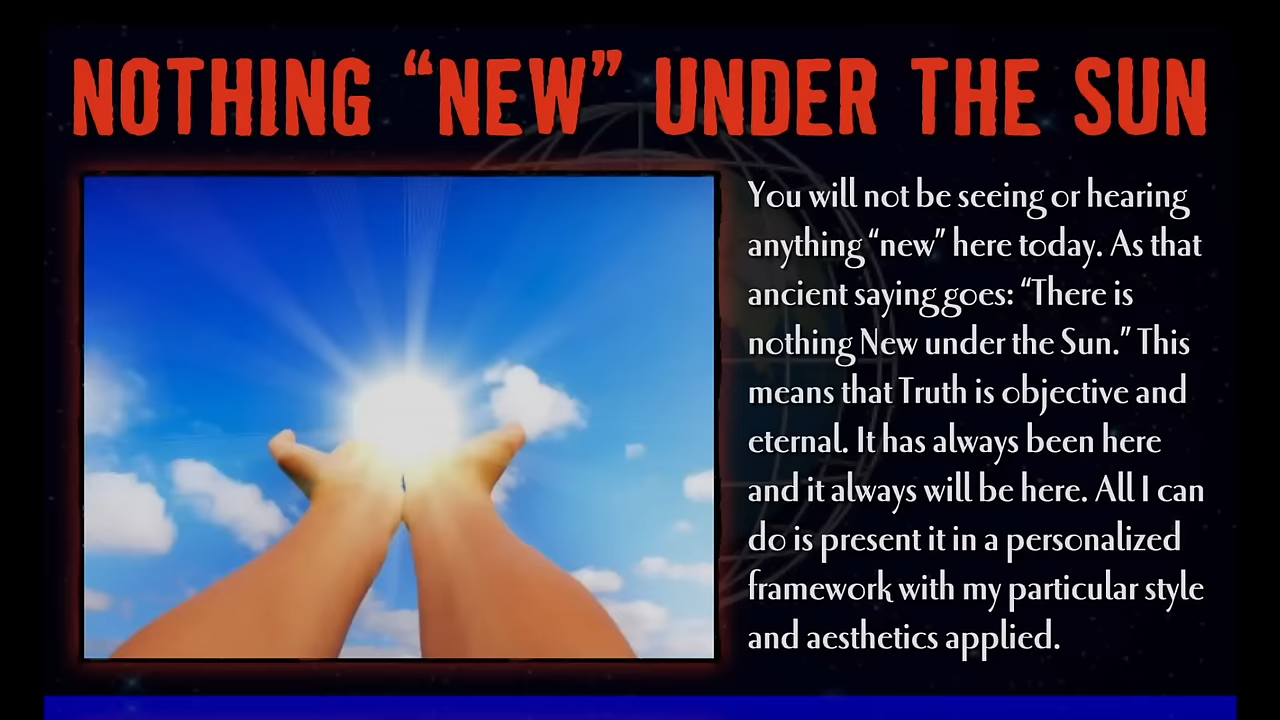 NOTHING “NEW” UNDER THE SUN
You will not be seeing or hearing
anything “new” here today. As that
ancient saying goes: “There is
nothing New under the Sun.” This
means that Truth is objective and
eternal. It has always been here
and it always will be here. All I can
do is present it in a personalized
framework with my particular style
and aesthetics applied.